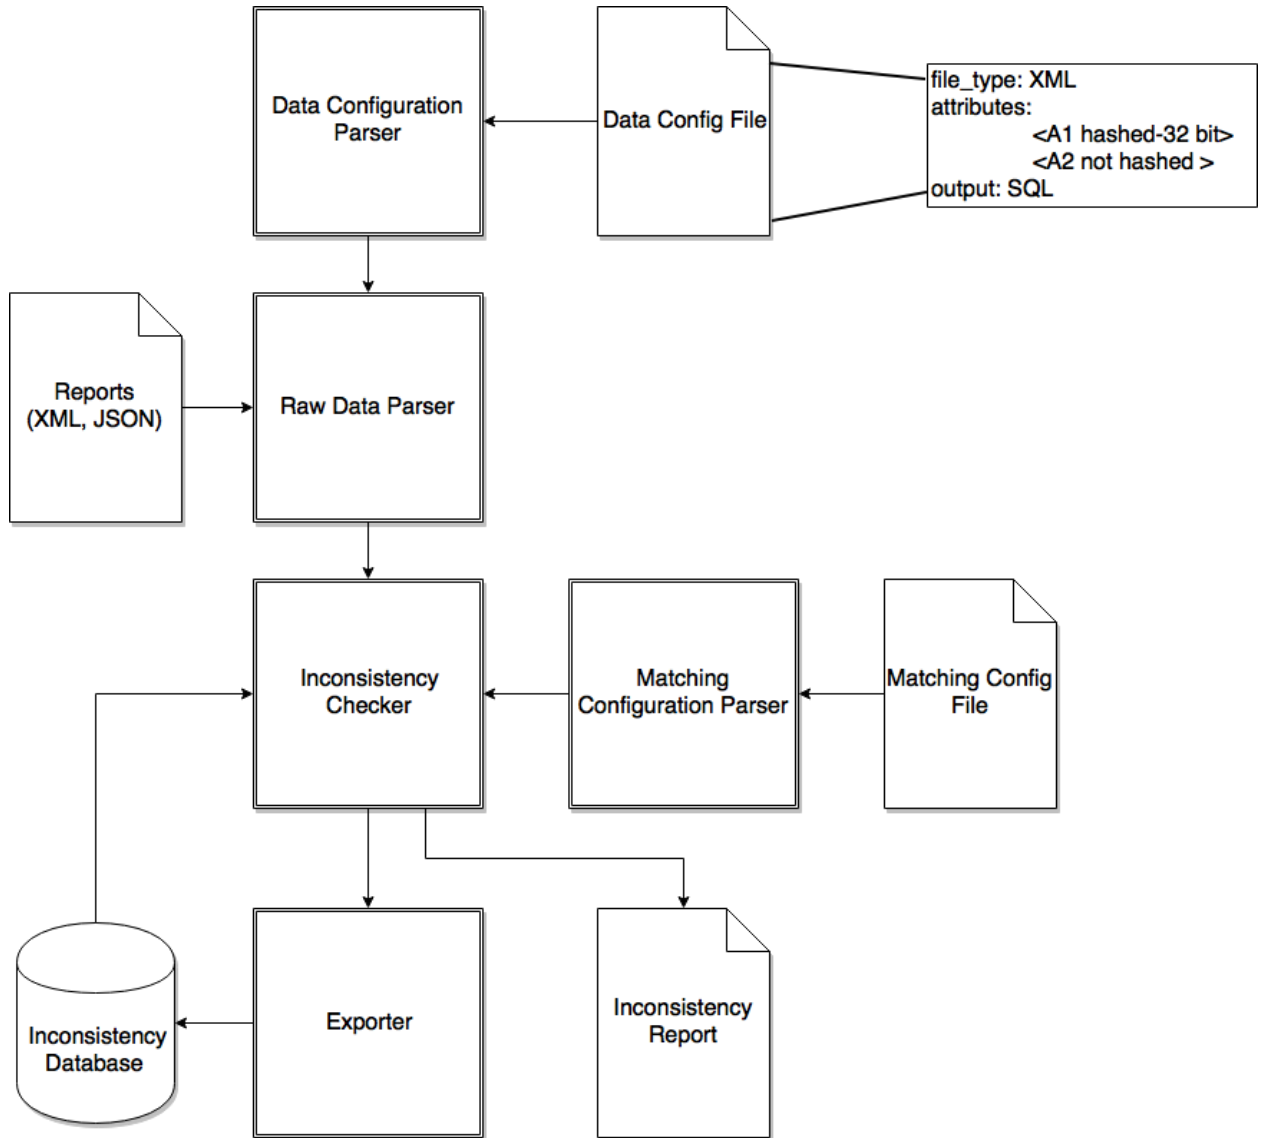 Data Configuration
Parser
Data Config File
file_type: XML
attributes:
<A1 hashed-32 bit>
<A2 not hashed >
output: SQL
Reports
(XML, JSON)
Raw Data Parser
Inconsistency
Checker
Matching
Configuration Parser
Matching Config
File
Inconsistency
Database
Exporter
Inconsistency
Report